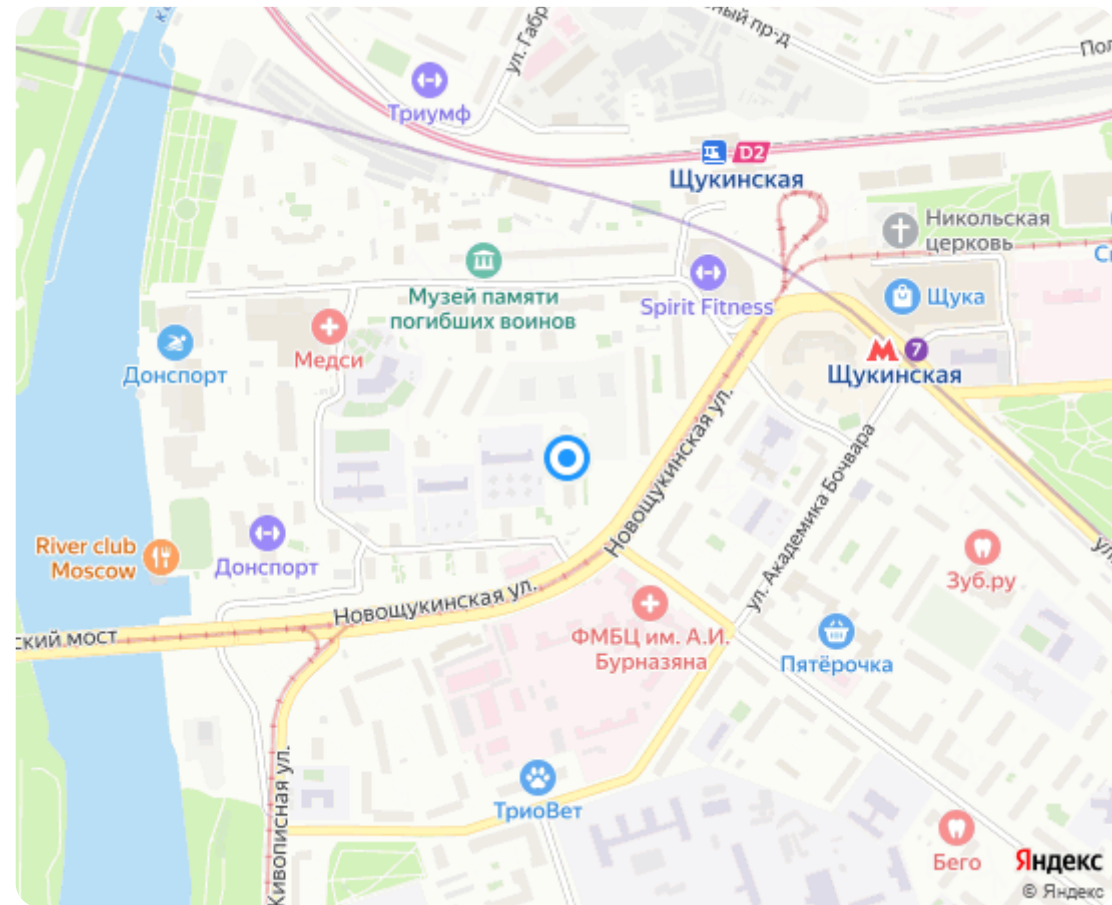 ул. Габр
ный пр-д
Пол
Триумф
D2
Щукинская
Никольская
церковь
Музей памяти
погибших воинов
Spirit Fitness
Щука
Медси
Донспорт
7
Щукинская
Новощукинская ул.
ул. Академика Бочвара
River club
Moscow
Донспорт
Зуб.ру
ул.
Новощукинская ул.
ский мост
ФМБЦ им. А.И.
Бурназяна
Пятёрочка
Живописная ул.
ТриоВет
Бего
Яндекс
© Яндекс